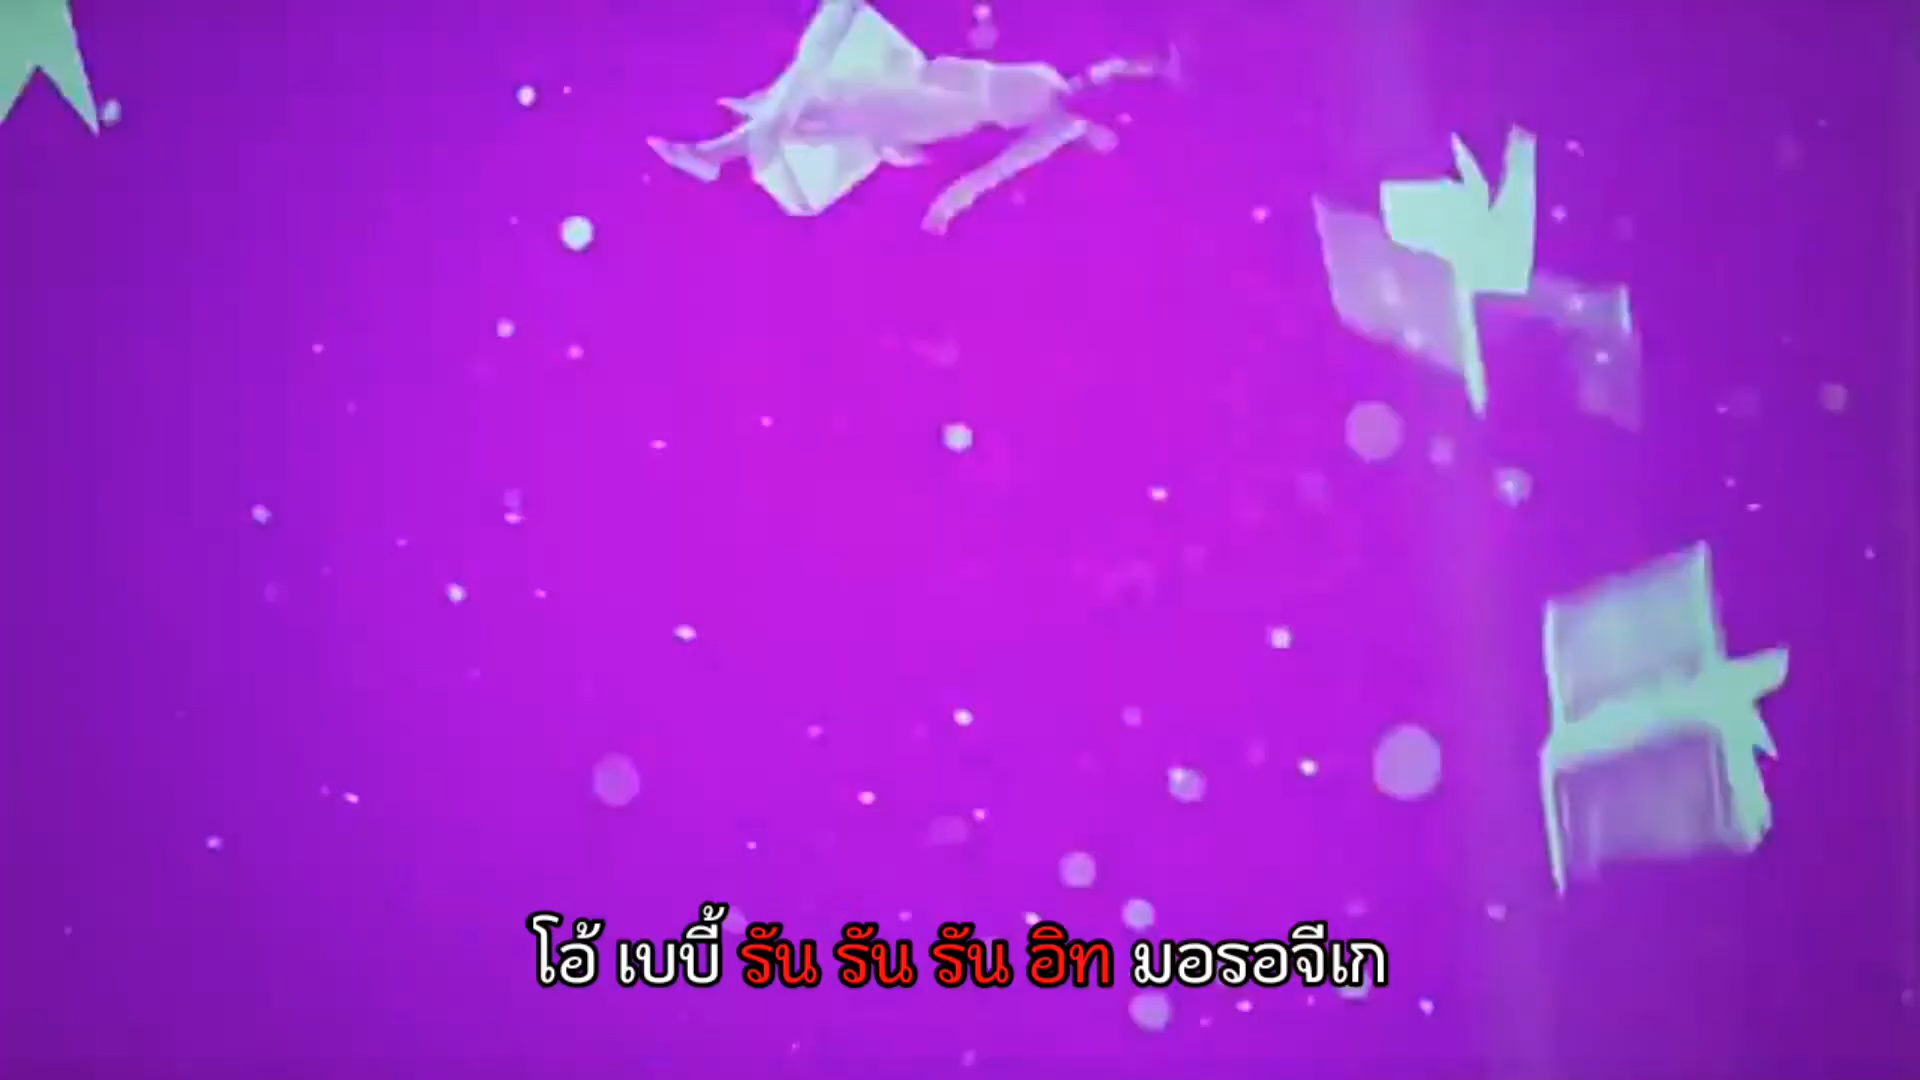 โอ้ เบบี้ รัน รัน รัน อิท มอรอจีเก